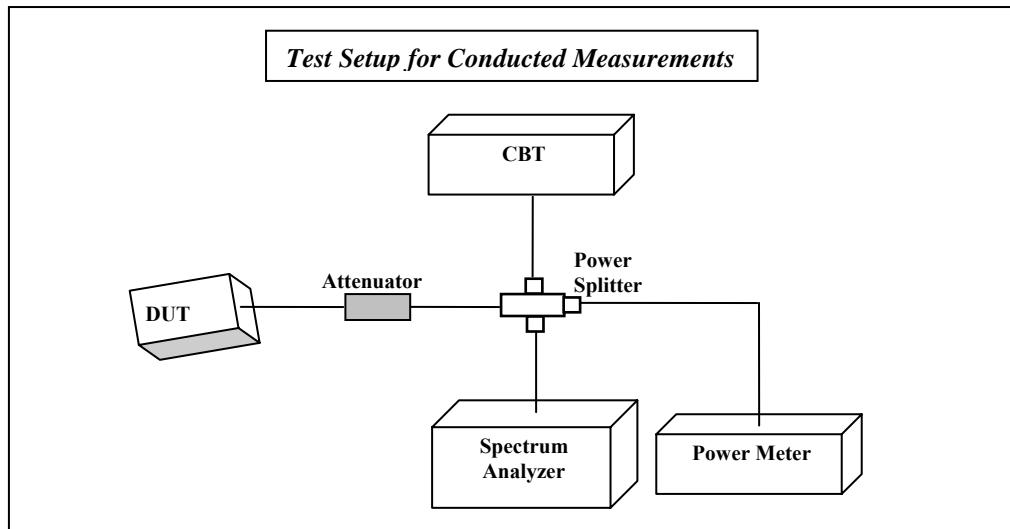 Test Setup for Conducted Measurements
CBT
Power
Splitter
Attenuator
DUT
Spectrum
Analyzer
Power Meter